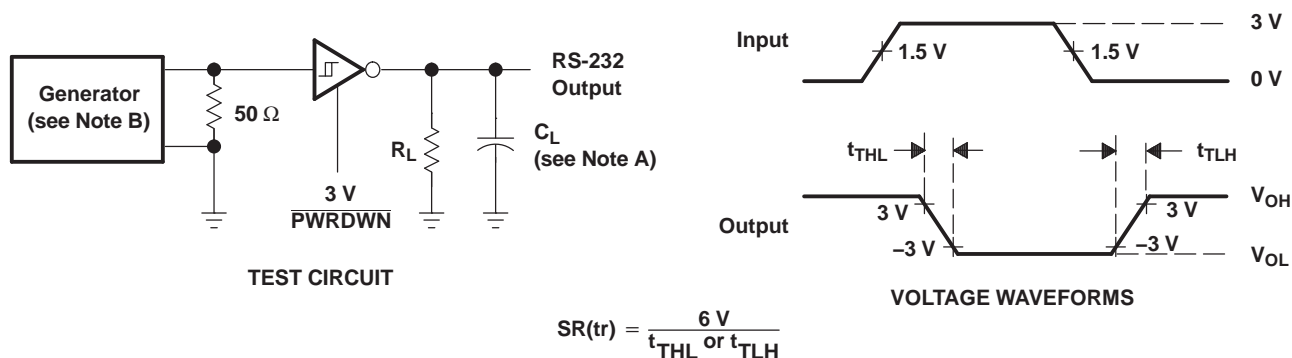 Generator
(see Note B)
50 Ω
3 V
PWRDWN
R_L
C_L
(see Note A)
RS-232
Output
TEST CIRCUIT
Input
1.5 V
1.5 V
3 V
0 V
t_THL
t_TLH
Output
3 V
–3 V
3 V
–3 V
V_OH
V_OL
VOLTAGE WAVEFORMS
SR(tr) = 6 V / t_THL or t_TLH